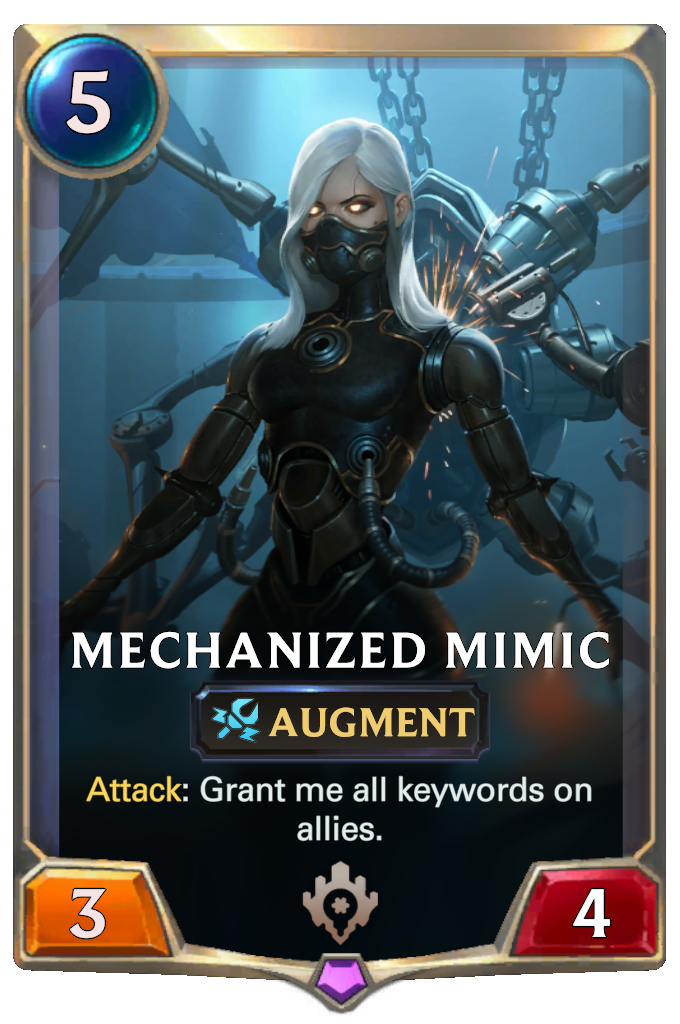 5
MECHANIZED MIMIC
AUGMENT
Attack: Grant me all keywords on
allies.
3
4